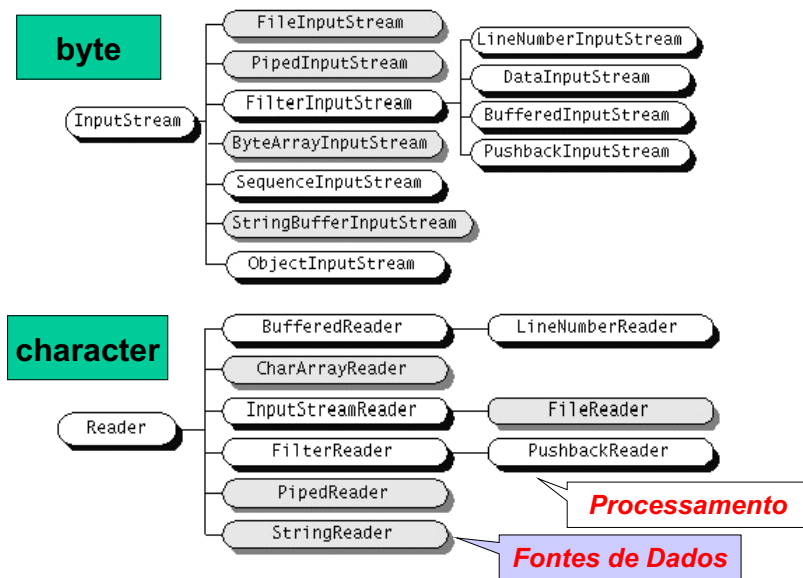 byte
InputStream
FileInputStream
PipedInputStream
FilterInputStream
ByteArrayInputStream
SequenceInputStream
StringBufferInputStream
ObjectInputStream
LineNumberInputStream
DataInputStream
BufferedInputStream
PushbackInputStream
character
Reader
BufferedReader
CharArrayReader
InputStreamReader
FilterReader
PipedReader
StringReader
LineNumberReader
FileReader
PushbackReader
Processamento
Fontes de Dados